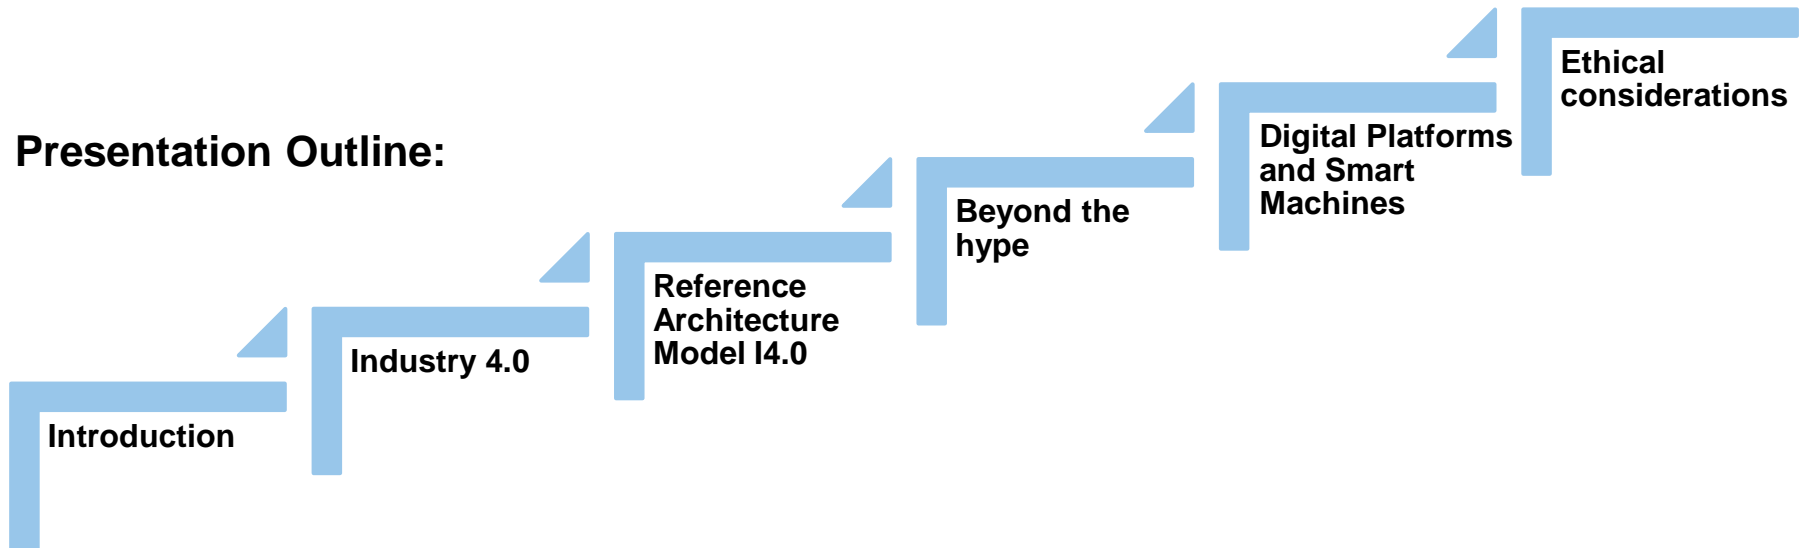 Presentation Outline:
Introduction
Industry 4.0
Reference
Architecture
Model I4.0
Beyond the
hype
Digital Platforms
and Smart
Machines
Ethical
considerations